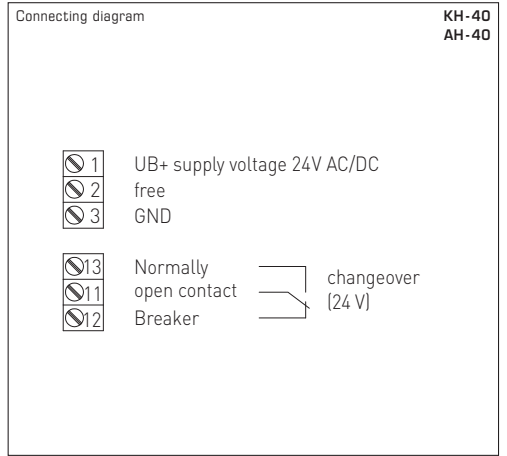 Connecting diagram KH-40
AH-40
1 UB+ supply voltage 24V AC/DC
2 free
3 GND
13 Normally
11 open contact
12 Breaker
changeover
(24 V)